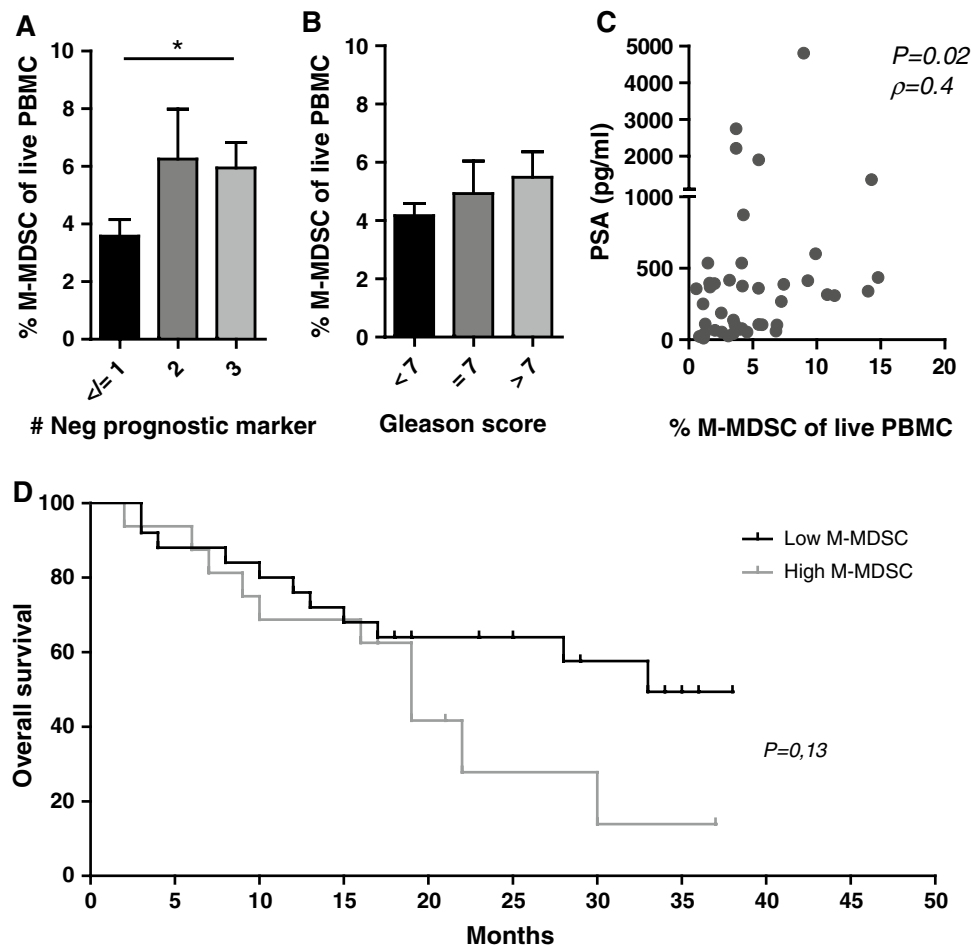 A
% M-MDSC of live PBMC
10
8
6
4
2
0
*
</= 1
2
3
# Neg prognostic marker
B
% M-MDSC of live PBMC
10
8
6
4
2
0
< 7
= 7
> 7
Gleason score
C
PSA (pg/ml)
5000
4000
3000
2000
1000
500
0
P=0.02
ρ=0.4
0
5
10
15
20
% M-MDSC of live PBMC
D
Overall survival
100
80
60
40
20
0
Low M-MDSC
High M-MDSC
P=0,13
0
5
10
15
20
25
30
35
40
45
50
Months